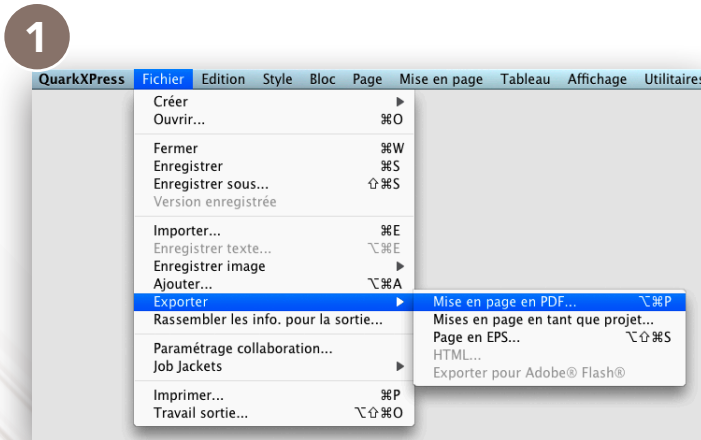 1
QuarkXPress Fichier Edition Style Bloc Page Mise en page Tableau Affichage Utilitaires
Créer ▶
Ouvrir... ⌘O
Fermer ⌘W
Enregistrer ⌘S
Enregistrer sous... ⇧⌘S
Version enregistrée
Importer... ⌘E
Enregistrer texte... ⌥⌘E
Enregistrer image ▶
Ajouter... ⌥⌘A
Exporter ▶
Mise en page en PDF... ⌥⌘P
Rassembler les info. pour la sortie...
Mises en page en tant que projet...
Page en EPS... ⌥⇧⌘S
Paramétrage collaboration...
HTML...
Job Jackets ▶
Exporter pour Adobe® Flash®
Imprimer... ⌘P
Travail sortie... ⌥⇧⌘O